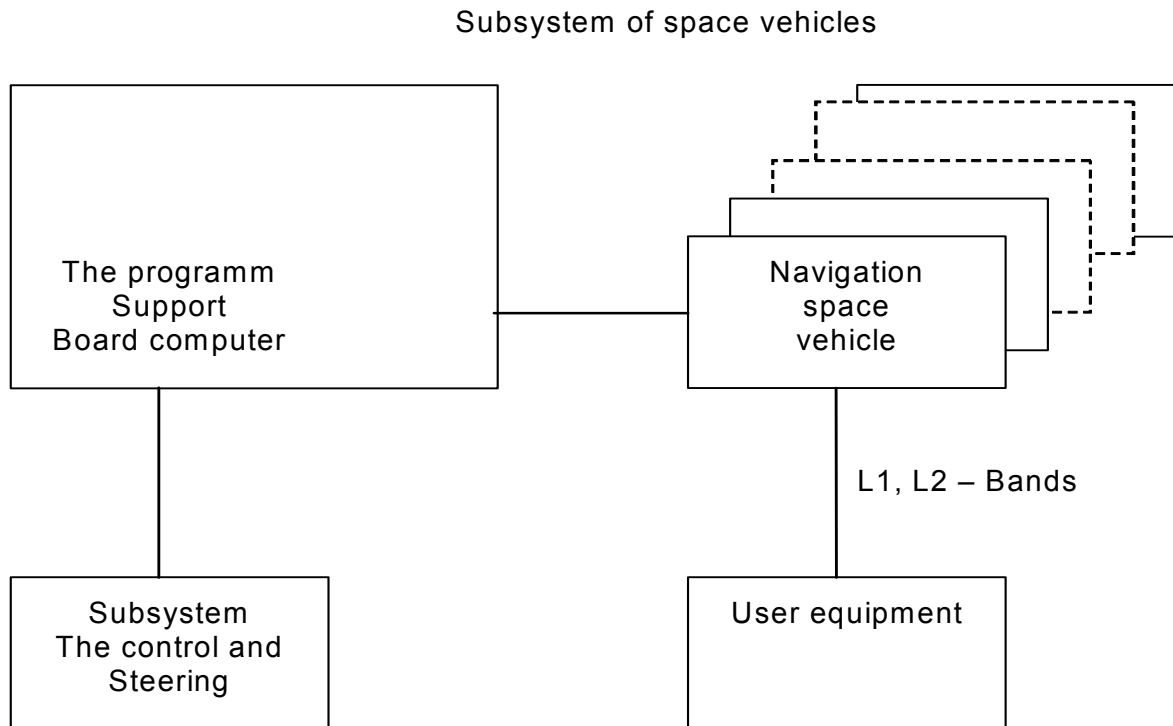 Subsystem of space vehicles
The programm
Support
Board computer
Navigation
space
vehicle
L1, L2 – Bands
Subsystem
The control and
Steering
User equipment